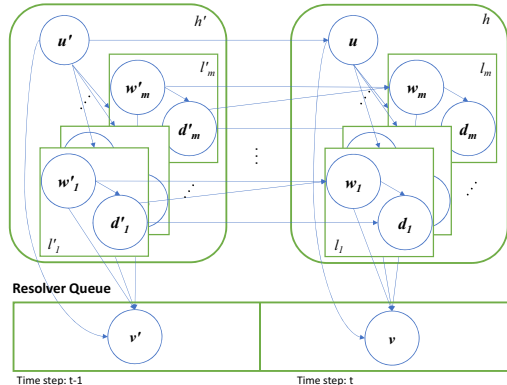 h'
h
u'
u
l'm
lm
w'm
wm
d'm
dm
w'1
w1
d'1
d1
l'1
l1
Resolver Queue
v'
v
Time step: t-1
Time step: t